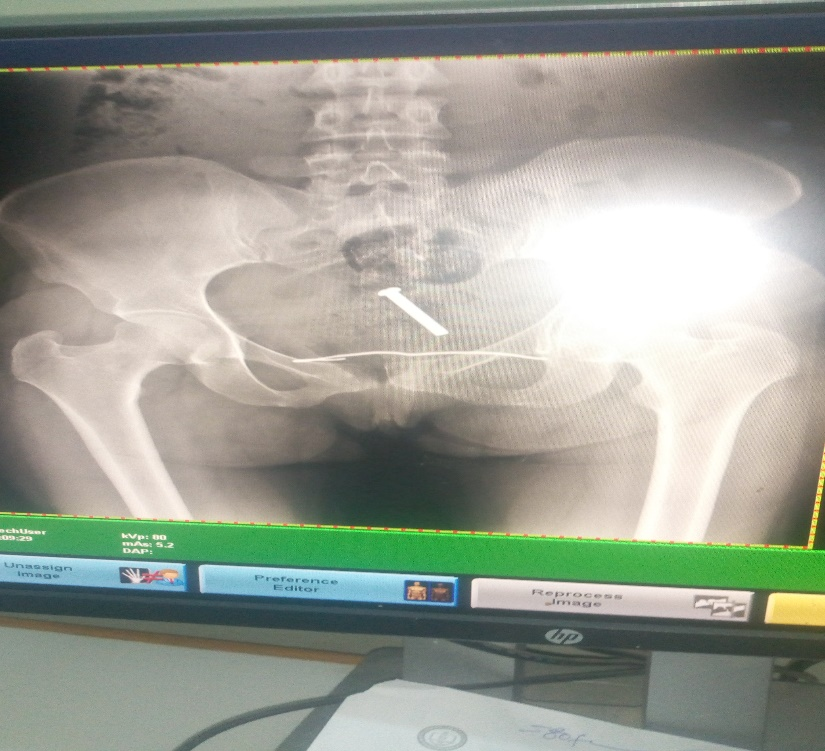 echUser
:09:29
kVp: 80
mAs: 5.2
DAP:
Unassign
Image
Preference
Editor
Reprocess
Image
hp